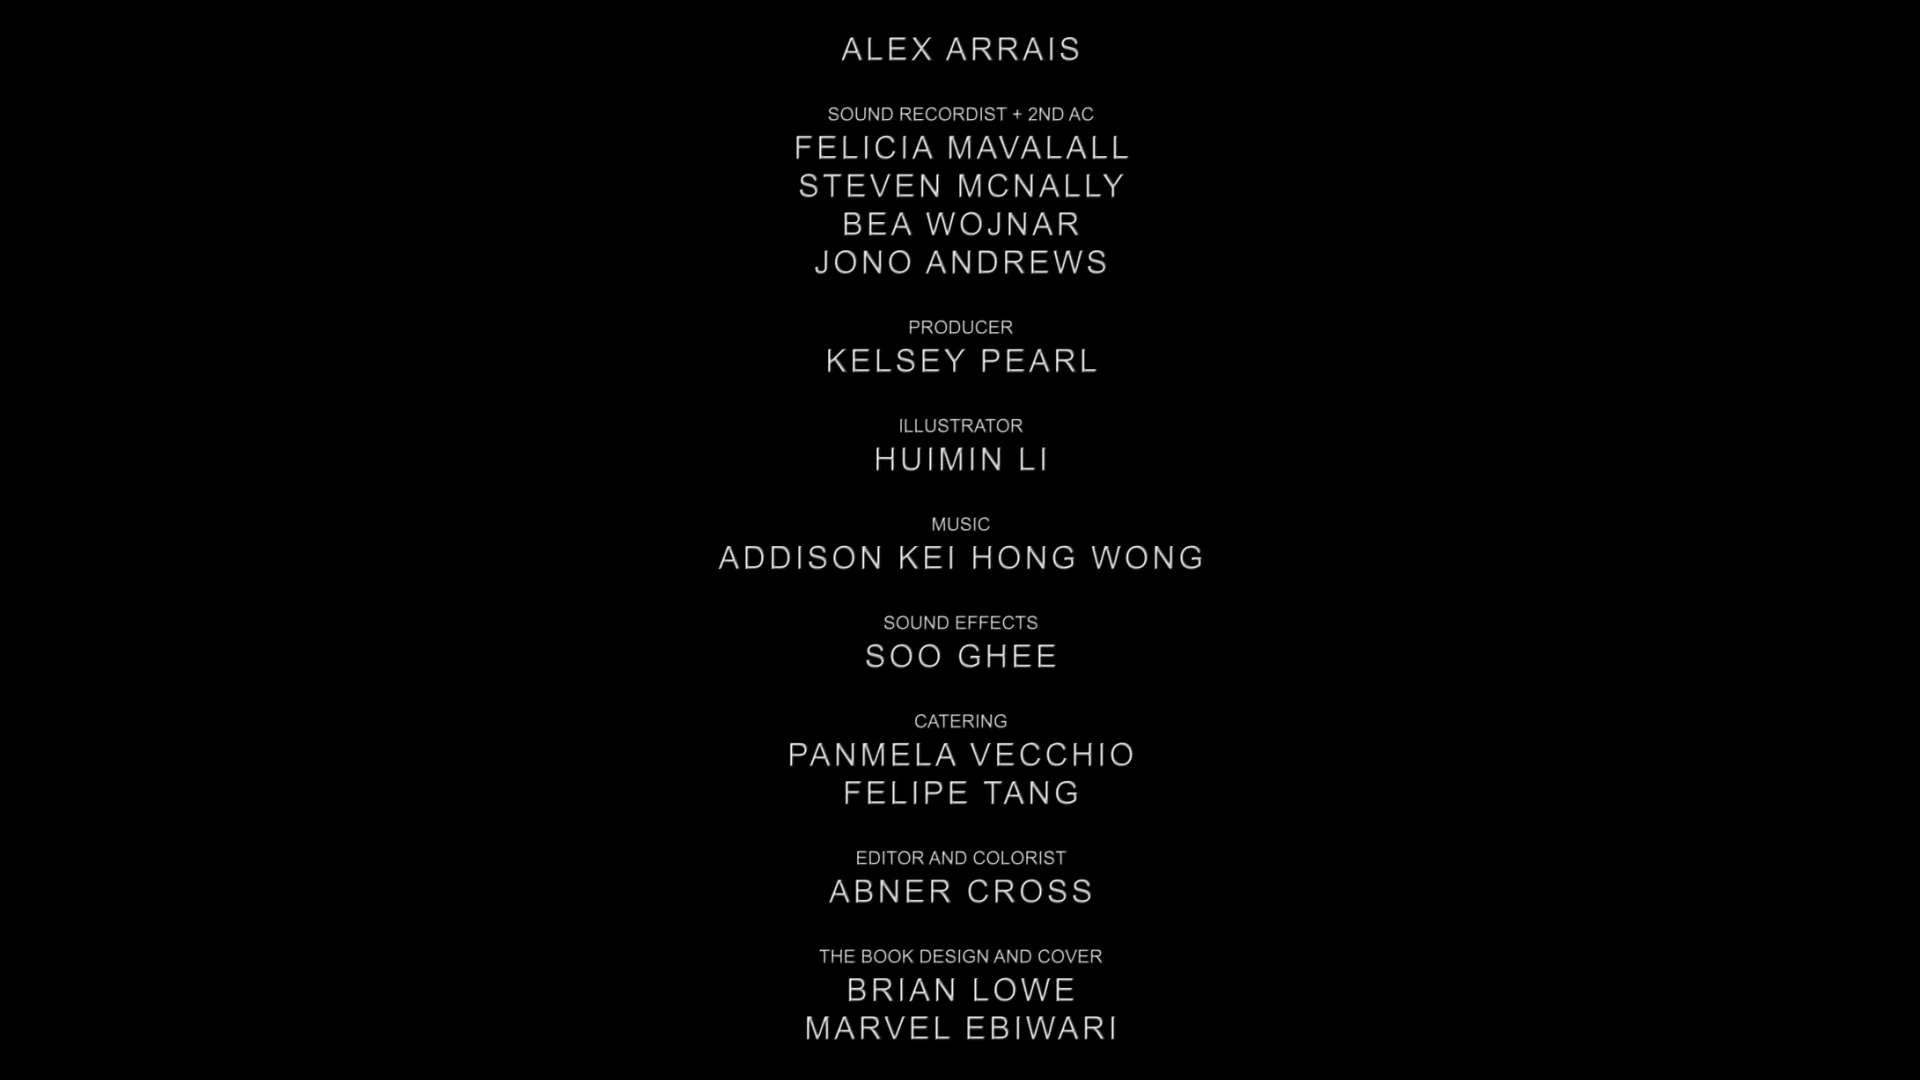 ALEX ARRAIS
SOUND RECORDIST + 2ND AC
FELICIA MAVALALL
STEVEN MCNALLY
BEA WOJNAR
JONO ANDREWS
PRODUCER
KELSEY PEARL
ILLUSTRATOR
HUIMIN LI
MUSIC
ADDISON KEI HONG WONG
SOUND EFFECTS
SOO GHEE
CATERING
PANMELA VECCHIO
FELIPE TANG
EDITOR AND COLORIST
ABNER CROSS
THE BOOK DESIGN AND COVER
BRIAN LOWE
MARVEL EBIWARI